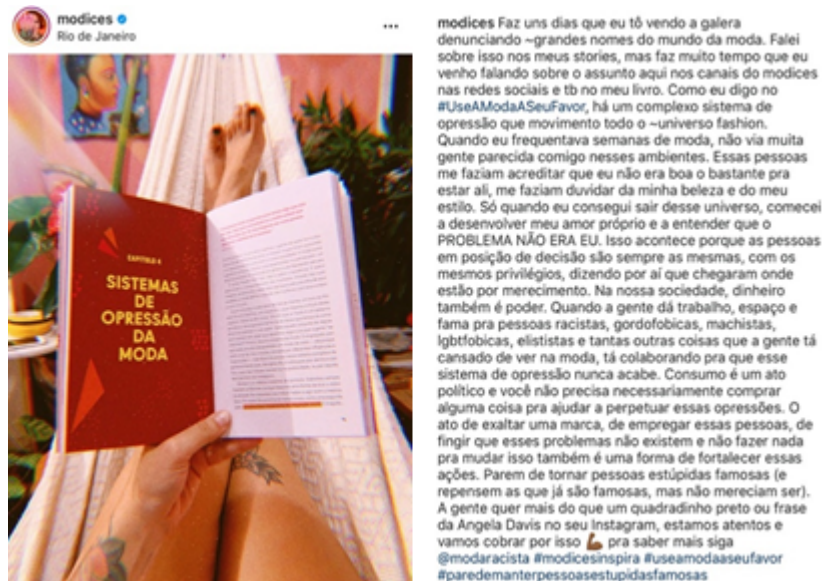 modices
Rio de Janeiro
CAPÍTULO 4
SISTEMAS
DE
OPRESSÃO
DA
MODA
modices Faz uns dias que eu tô vendo a galera
denunciando ~grandes nomes do mundo da moda. Falei
sobre isso nos meus stories, mas faz muito tempo que eu
venho falando sobre o assunto aqui nos canais do modices
nas redes sociais e tb no meu livro. Como eu digo no
#UseAModaASeuFavor, há um complexo sistema de
opressão que movimento todo o ~universo fashion.
Quando eu frequentava semanas de moda, não via muita
gente parecida comigo nesses ambientes. Essas pessoas
me faziam acreditar que eu não era boa o bastante pra
estar ali, me faziam duvidar da minha beleza e do meu
estilo. Só quando eu consegui sair desse universo, comecei
a desenvolver meu amor próprio e a entender que o
PROBLEMA NÃO ERA EU. Isso acontece porque as pessoas
em posição de decisão são sempre as mesmas, com os
mesmos privilégios, dizendo por aí que chegaram onde
estão por merecimento. Na nossa sociedade, dinheiro
também é poder. Quando a gente dá trabalho, espaço e
fama pra pessoas racistas, gordofobicas, machistas,
lgbtfobicas, elististas e tantas outras coisas que a gente tá
cansado de ver na moda, tá colaborando pra que esse
sistema de opressão nunca acabe. Consumo é um ato
político e você não precisa necessariamente comprar
alguma coisa pra ajudar a perpetuar essas opressões. O
ato de exaltar uma marca, de empregar essas pessoas, de
fingir que esses problemas não existem e não fazer nada
pra mudar isso também é uma forma de fortalecer essas
ações. Parem de tornar pessoas estúpidas famosas (e
repensem as que já são famosas, mas não mereciam ser).
A gente quer mais do que um quadradinho preto ou frase
da Angela Davis no seu Instagram, estamos atentos e
vamos cobrar por isso 💪🏾 pra saber mais siga
@modaracista #modicesinspira #useamodaaseufavor
#paredemanterpessoasestupidasfamosas